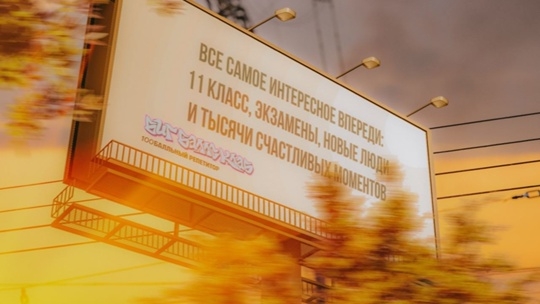 ВСЕ САМОЕ ИНТЕРЕСНОЕ ВПЕРЕДИ:
11 КЛАСС, ЭКЗАМЕНЫ, НОВЫЕ ЛЮДИ
И ТЫСЯЧИ СЧАСТЛИВЫХ МОМЕНТОВ